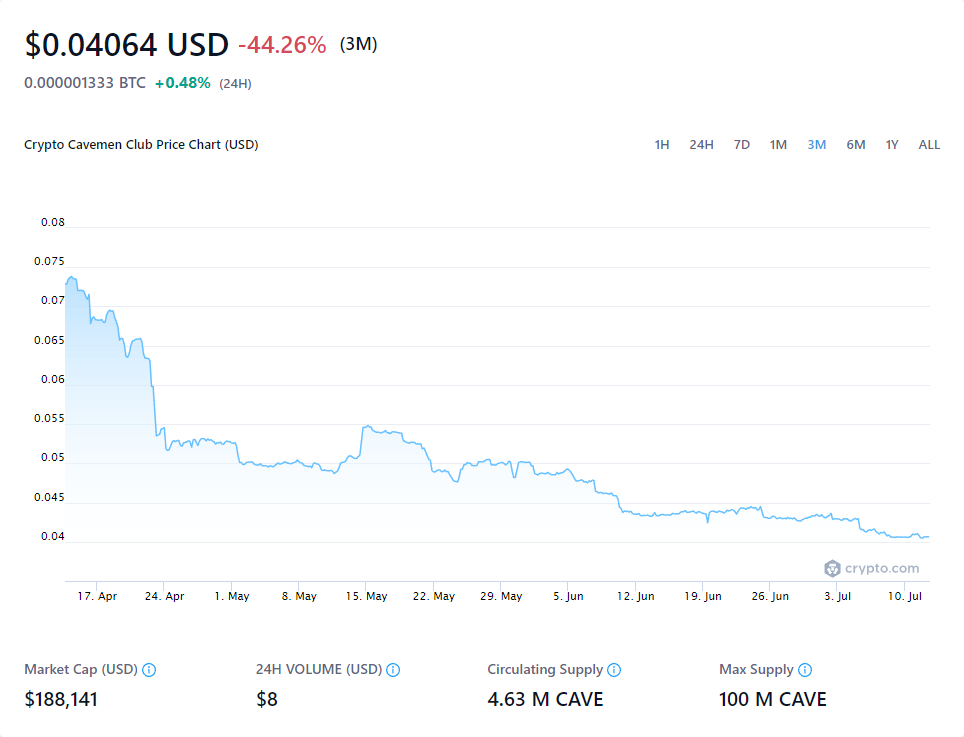 $0.04064 USD -44.26% (3M)
0.000001333 BTC +0.48% (24H)
Crypto Cavemen Club Price Chart (USD) 1H 24H 7D 1M 3M 6M 1Y ALL
0.08
0.075
0.07
0.065
0.06
0.055
0.05
0.045
0.04
crypto.com
17. Apr 24. Apr 1. May 8. May 15. May 22. May 29. May 5. Jun 12. Jun 19. Jun 26. Jun 3. Jul 10. Jul
Market Cap (USD) 24H VOLUME (USD) Circulating Supply Max Supply
$188,141 $8 4.63 M CAVE 100 M CAVE